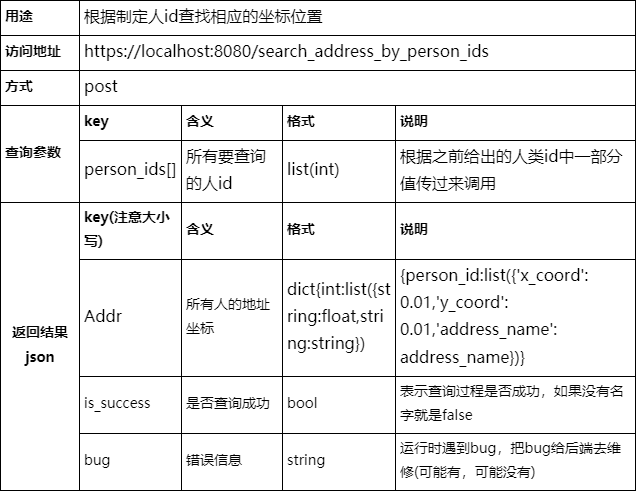 用途 根据制定人id查找相应的坐标位置
访问地址 https://localhost:8080/search_address_by_person_ids
方式 post
查询参数
key 含义 格式 说明
person_ids[]
所有要查询
的人id
list(int)
根据之前给出的人类id中一部分
值传过来调用
返回结果
json
key(注意大小
写)
含义 格式 说明
Addr
所有人的地址
坐标
dict{int:list({st
ring:float,stri
ng:string})
{person_id:list({'x_coord':
0.01,'y_coord':
0.01,'address_name':
address_name})}
is_success 是否查询成功 bool
表示查询过程是否成功，如果没有名
字就是false
bug 错误信息 string
运行时遇到bug，把bug给后端去维
修(可能有，可能没有)